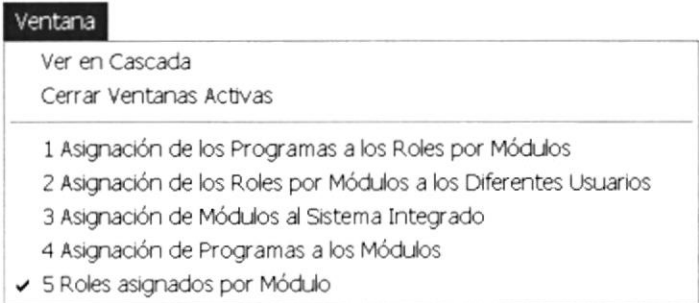 Ventana
Ver en Cascada
Cerrar Ventanas Activas
1 Asignación de los Programas a los Roles por Módulos
2 Asignación de los Roles por Módulos a los Diferentes Usuarios
3 Asignación de Módulos al Sistema Integrado
4 Asignación de Programas a los Módulos
✔ 5 Roles asignados por Módulo